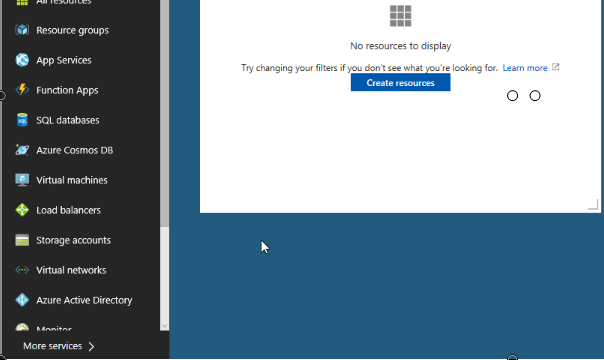 All resources
Resource groups
App Services
Function Apps
SQL databases
Azure Cosmos DB
Virtual machines
Load balancers
Storage accounts
Virtual networks
Azure Active Directory
Monitor
More services
No resources to display
Try changing your filters if you don't see what you're looking for. Learn more
Create resources